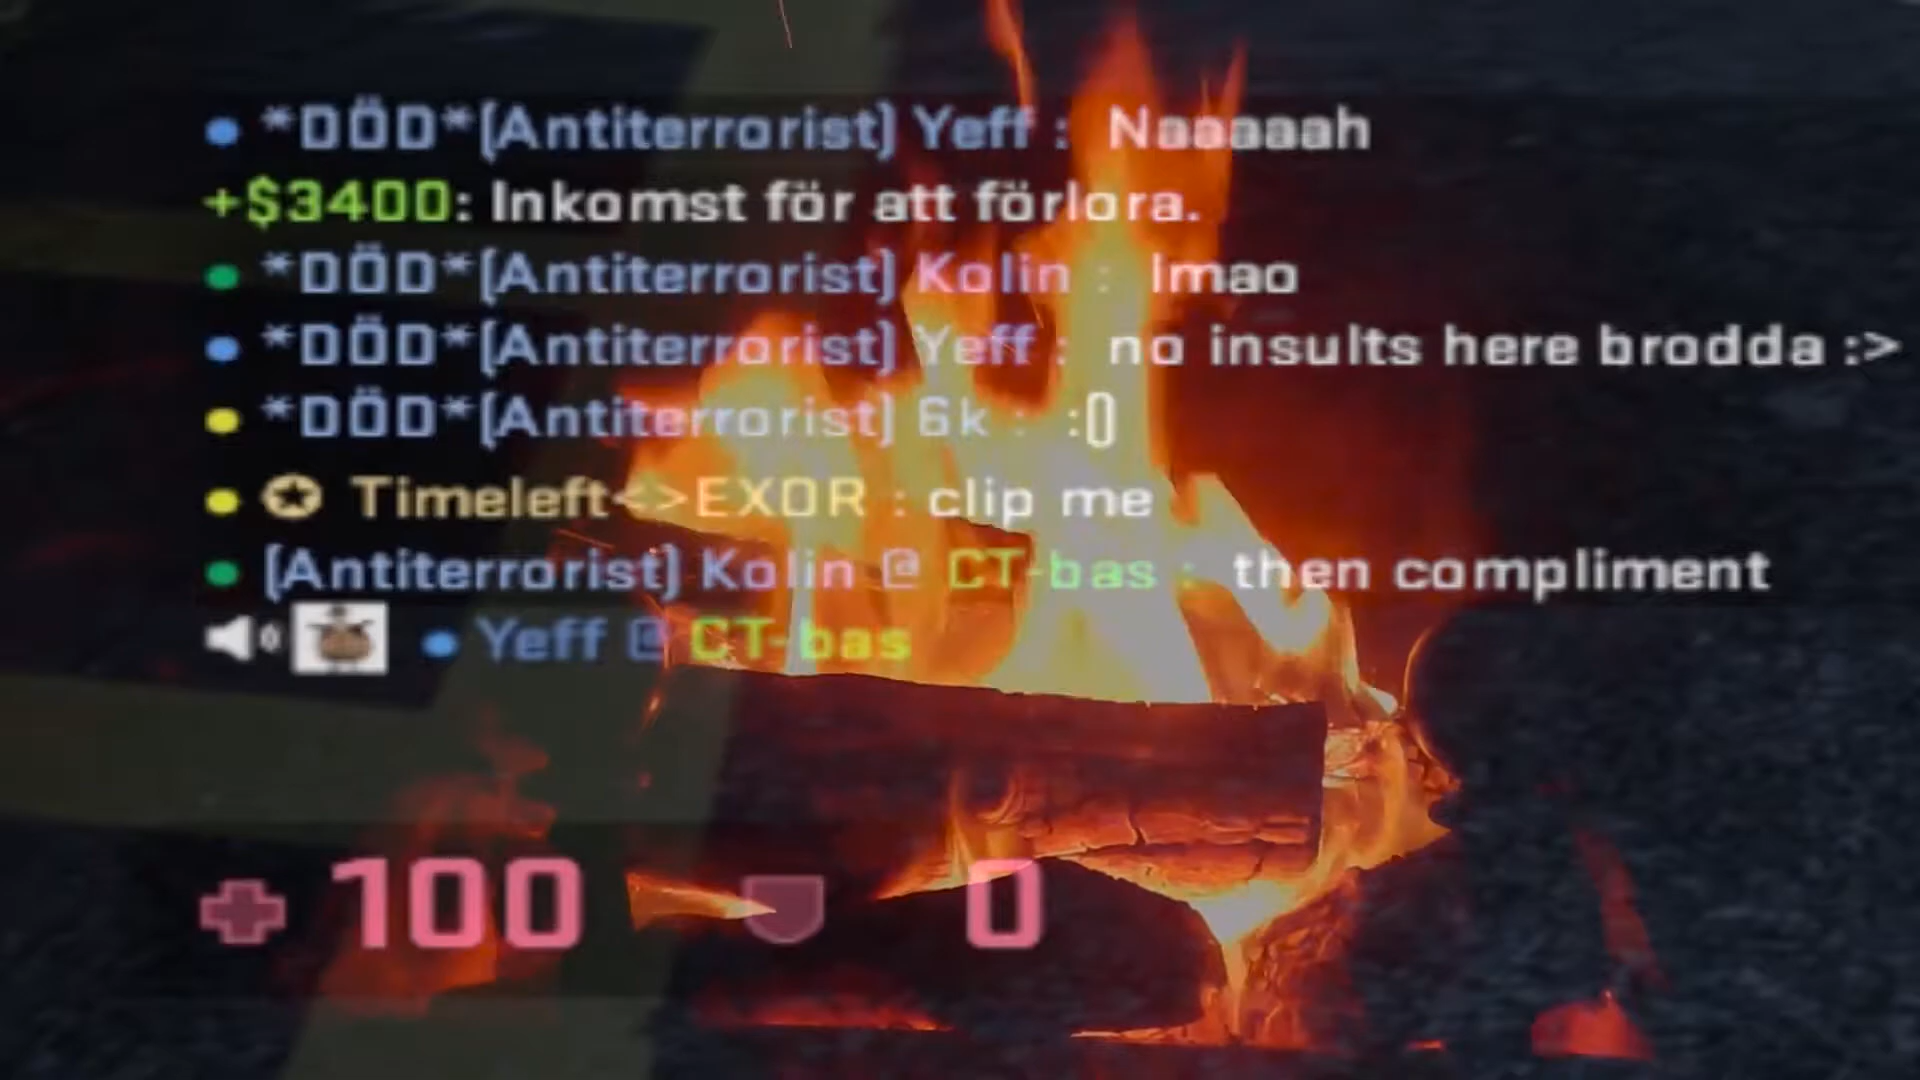 *DÖD*(Antiterrorist) Yeff : Naaaaah
+$3400: Inkomst för att förlora.
*DÖD*(Antiterrorist) Kolin : lmao
*DÖD*(Antiterrorist) Yeff : no insults here brodda :>
*DÖD*(Antiterrorist) 6k : :0
Timeleft<>EXOR : clip me
(Antiterrorist) Kolin @ CT-bas : then compliment
Yeff @ CT-bas
100 0